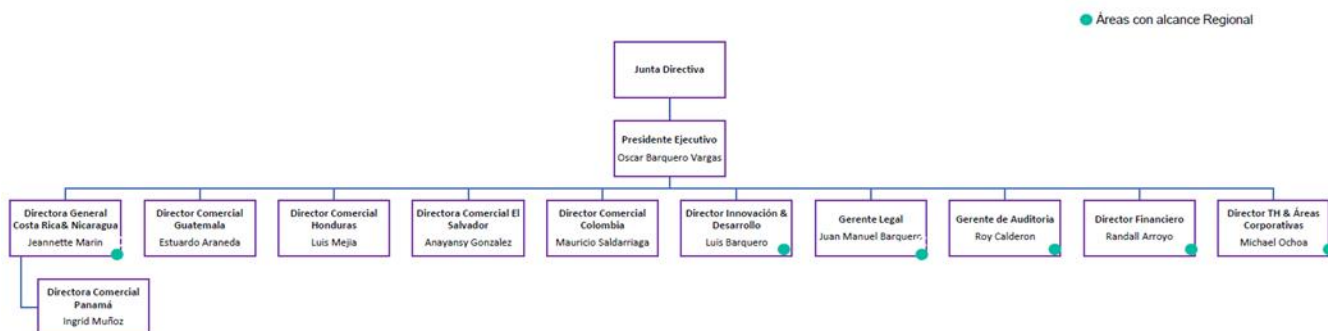 Áreas con alcance Regional
Junta Directiva
Presidente Ejecutivo
Oscar Barquero Vargas
Directora General
Costa Rica& Nicaragua
Jeannette Marin
Director Comercial
Guatemala
Estuardo Araneda
Director Comercial
Honduras
Luis Mejia
Directora Comercial El
Salvador
Anayansy Gonzalez
Director Comercial
Colombia
Mauricio Saldarriaga
Director Innovación &
Desarrollo
Luis Barquero
Gerente Legal
Juan Manuel Barquero
Gerente de Auditoria
Roy Calderon
Director Financiero
Randall Arroyo
Director TH & Áreas
Corporativas
Michael Ochoa
Directora Comercial
Panamá
Ingrid Muñoz